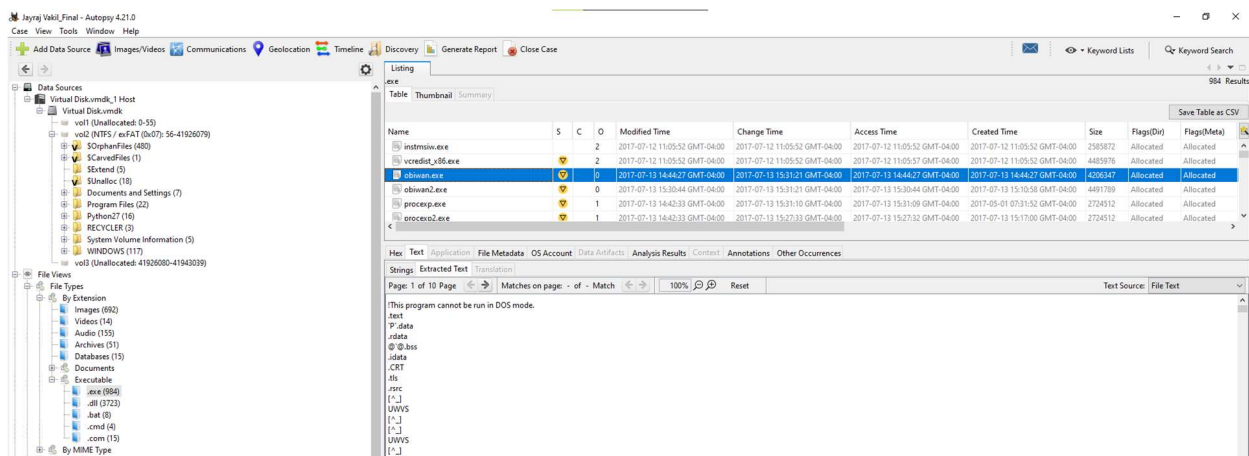 Jayraj Vakil_Final - Autopsy 4.21.0
Case View Tools Window Help
Add Data Source Images/Videos Communications Geolocation Timeline Discovery Generate Report Close Case Keyword Lists Keyword Search
Data Sources
Virtual Disk.vmdk_1 Host
Virtual Disk.vmdk
vol1 (Unallocated: 0-55)
vol2 (NTFS / exFAT (0x07): 56-41926079)
$OrphanFiles (480)
$CarvedFiles (1)
$Extend (5)
$Unalloc (18)
Documents and Settings (7)
Program Files (22)
Python27 (16)
RECYCLER (3)
System Volume Information (5)
WINDOWS (117)
vol3 (Unallocated: 41926080-41943039)
File Views
File Types
By Extension
Images (692)
Videos (14)
Audio (155)
Archives (51)
Databases (15)
Documents
Executable
.exe (984)
.dll (3723)
.bat (8)
.cmd (4)
.com (15)
By MIME Type
Listing
.exe 984 Results
Table Thumbnail Summary
Save Table as CSV
Name S C O Modified Time Change Time Access Time Created Time Size Flags(Dir) Flags(Meta)
instmsiw.exe 2 2017-07-12 11:05:52 GMT-04:00 2017-07-12 11:05:52 GMT-04:00 2017-07-12 11:05:52 GMT-04:00 2017-07-12 11:05:52 GMT-04:00 2585872 Allocated Allocated
vcredist_x86.exe 2 2017-07-12 11:05:52 GMT-04:00 2017-07-12 11:05:52 GMT-04:00 2017-07-12 11:05:57 GMT-04:00 2017-07-12 11:05:52 GMT-04:00 4485976 Allocated Allocated
obiwan.exe 0 2017-07-13 14:44:27 GMT-04:00 2017-07-13 15:31:21 GMT-04:00 2017-07-13 14:44:27 GMT-04:00 2017-07-13 14:44:27 GMT-04:00 4206347 Allocated Allocated
obiwan2.exe 0 2017-07-13 15:30:44 GMT-04:00 2017-07-13 15:31:21 GMT-04:00 2017-07-13 15:30:44 GMT-04:00 2017-07-13 15:10:58 GMT-04:00 4491789 Allocated Allocated
procexp.exe 1 2017-07-13 14:42:33 GMT-04:00 2017-07-13 15:31:10 GMT-04:00 2017-07-13 15:31:09 GMT-04:00 2017-05-01 07:31:52 GMT-04:00 2724512 Allocated Allocated
procexp2.exe 1 2017-07-13 14:42:33 GMT-04:00 2017-07-13 15:27:33 GMT-04:00 2017-07-13 15:27:32 GMT-04:00 2017-07-13 15:17:00 GMT-04:00 2724512 Allocated Allocated
Hex Text Application File Metadata OS Account Data Artifacts Analysis Results Context Annotations Other Occurrences
Strings Extracted Text Translation
Page: 1 of 10 Page Matches on page: - of - Match 100% Reset Text Source: File Text
!This program cannot be run in DOS mode.
.text
`P`.data
.rdata
@`@.bss
.idata
.CRT
.tls
.rsrc
[^_]
UWVS
[^_]
[^_]
UWVS
[^_]